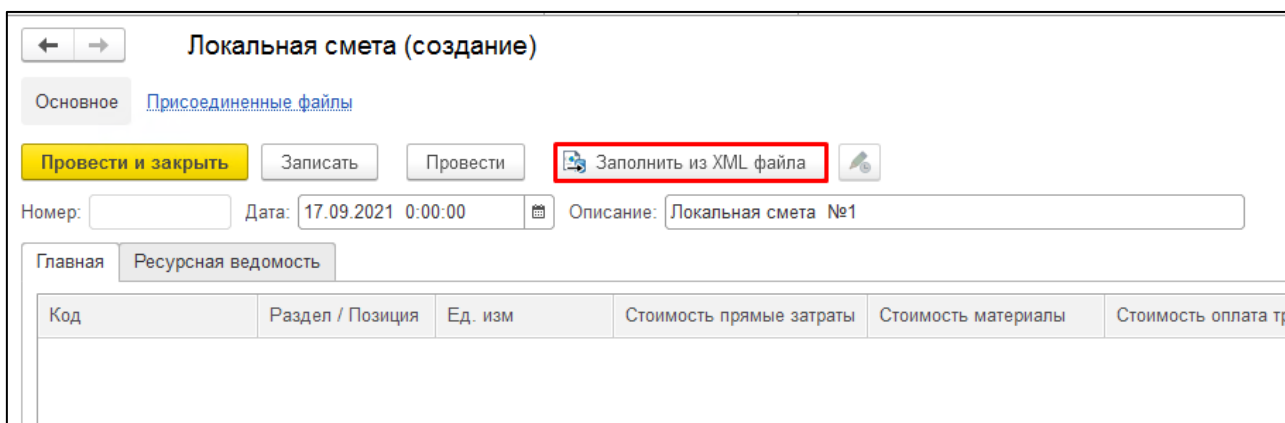 Локальная смета (создание)
Основное Присоединенные файлы
Провести и закрыть Записать Провести Заполнить из XML файла
Номер: Дата: 17.09.2021 0:00:00 Описание: Локальная смета №1
Главная Ресурсная ведомость
Код Раздел / Позиция Ед. изм Стоимость прямые затраты Стоимость материалы Стоимость оплата